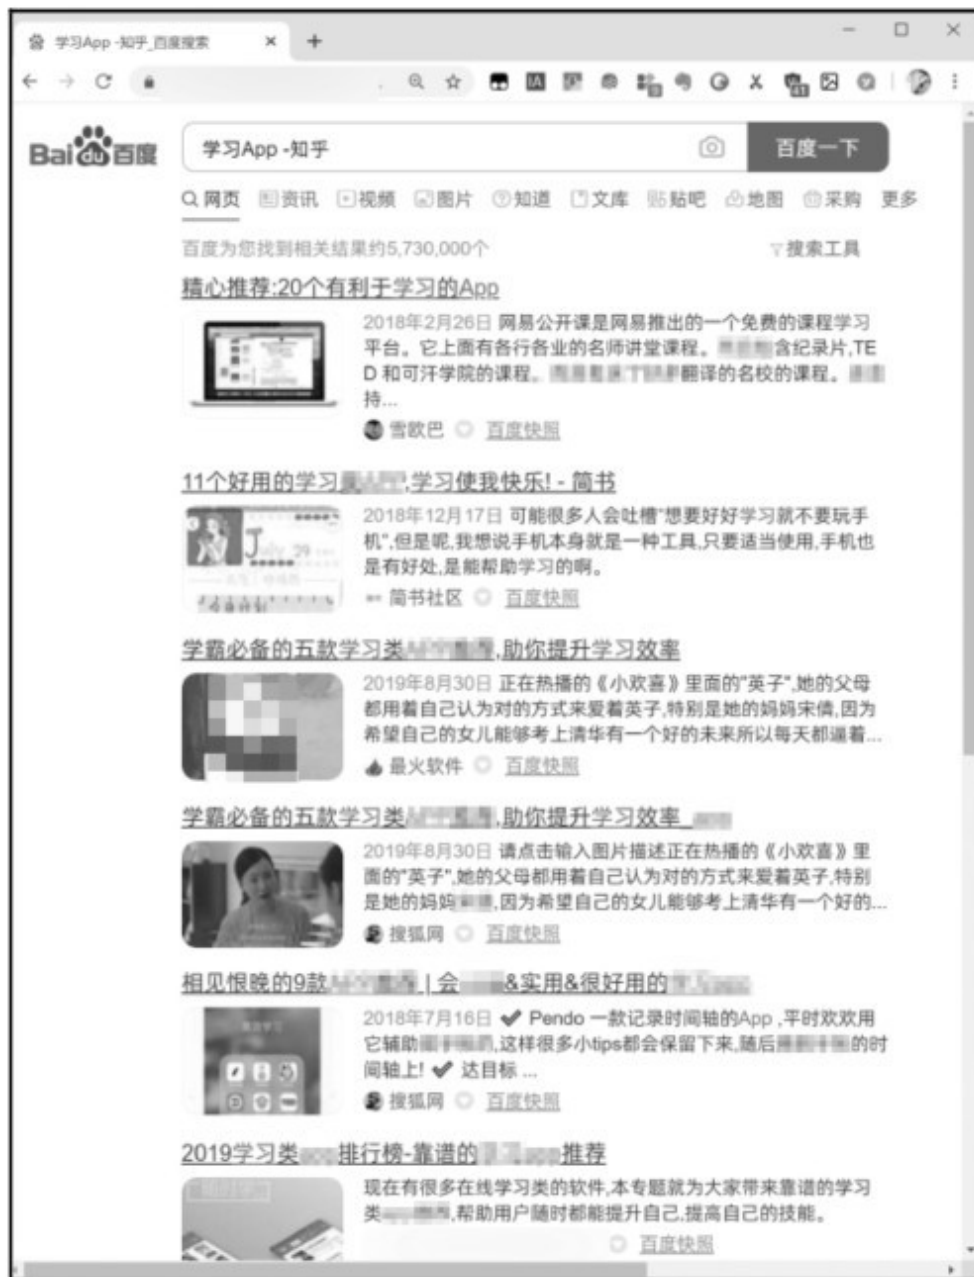 学习App -知乎_百度搜索
Bai du 百度
学习App -知乎
百度一下
网页 资讯 视频 图片 知道 文库 贴吧 地图 采购 更多
百度为您找到相关结果约5,730,000个 搜索工具
精心推荐:20个有利于学习的App
2018年2月26日 网易公开课是网易推出的一个免费的课程学习
平台。它上面有各行各业的名师讲堂课程。 含纪录片,TE
D 和可汗学院的课程。 翻译的名校的课程。
持...
雪欧巴 百度快照
11个好用的学习 ,学习使我快乐! - 简书
2018年12月17日 可能很多人会吐槽"想要好好学习就不要玩手
机",但是呢,我想说手机本身就是一种工具,只要适当使用,手机也
是有好处,是能帮助学习的啊。
简书社区 百度快照
学霸必备的五款学习类 ,助你提升学习效率
2019年8月30日 正在热播的《小欢喜》里面的"英子",她的父母
都用着自己认为对的方式来爱着英子,特别是她的妈妈宋倩,因为
希望自己的女儿能够考上清华有一个好的未来所以每天都逼着...
最火软件 百度快照
学霸必备的五款学习类 ,助你提升学习效率_
2019年8月30日 请点击输入图片描述正在热播的《小欢喜》里
面的"英子",她的父母都用着自己认为对的方式来爱着英子,特别
是她的妈妈 ,因为希望自己的女儿能够考上清华有一个好的...
搜狐网 百度快照
相见恨晚的9款 | 会 &实用&很好用的
2018年7月16日 ✔ Pendo 一款记录时间轴的App ,平时欢欢用
它辅助 ,这样很多小tips都会保留下来,随后 的时
间轴上! ✔ 达目标 ...
搜狐网 百度快照
2019学习类 排行榜-靠谱的 推荐
现在有很多在线学习类的软件,本专题就为大家带来靠谱的学习
类 ,帮助用户随时都能提升自己,提高自己的技能。
百度快照